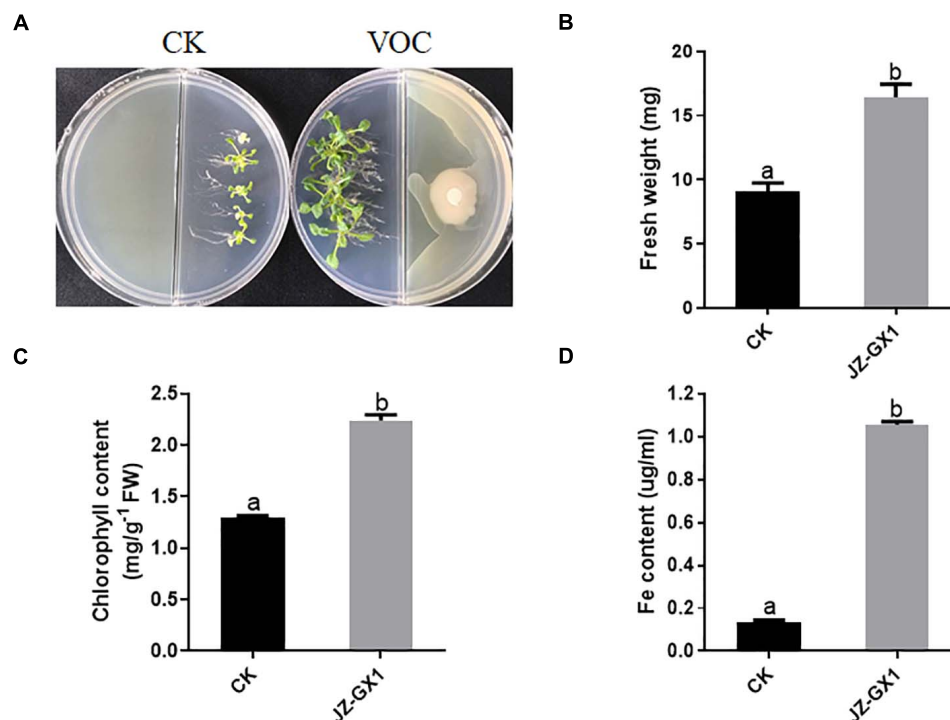 A
CK
VOC
B
Fresh weight (mg)
20
15
10
5
0
a
b
CK
JZ-GX1
C
Chlorophyll content
(mg/g⁻¹ FW)
2.5
2.0
1.5
1.0
0.5
0.0
a
b
CK
JZ-GX1
D
Fe content (ug/ml)
1.2
1.0
0.8
0.6
0.4
0.2
0.0
a
b
CK
JZ-GX1